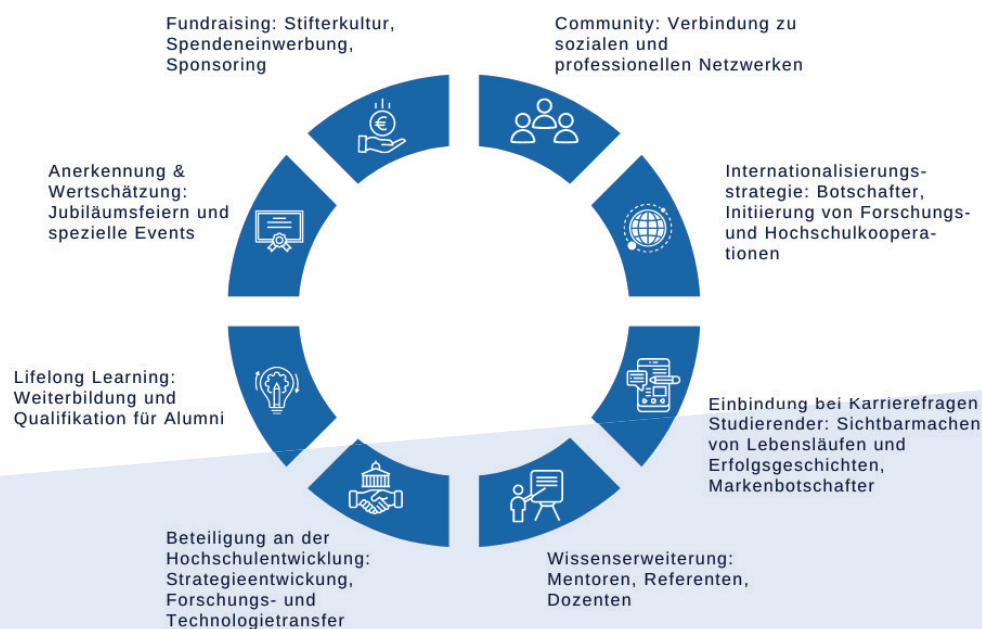 Fundraising: Stifterkultur,
Spendeneinwerbung,
Sponsoring
Community: Verbindung zu
sozialen und
professionellen Netzwerken
Anerkennung &
Wertschätzung:
Jubiläumsfeiern und
spezielle Events
Internationalisierungs-
strategie: Botschafter,
Initiierung von Forschungs-
und Hochschulkoopera-
tionen
Lifelong Learning:
Weiterbildung und
Qualifikation für Alumni
Einbindung bei Karrierefragen
Studierender: Sichtbarmachen
von Lebensläufen und
Erfolgsgeschichten,
Markenbotschafter
Beteiligung an der
Hochschulentwicklung:
Strategieentwickung,
Forschungs- und
Technologietransfer
Wissenserweiterung:
Mentoren, Referenten,
Dozenten
€